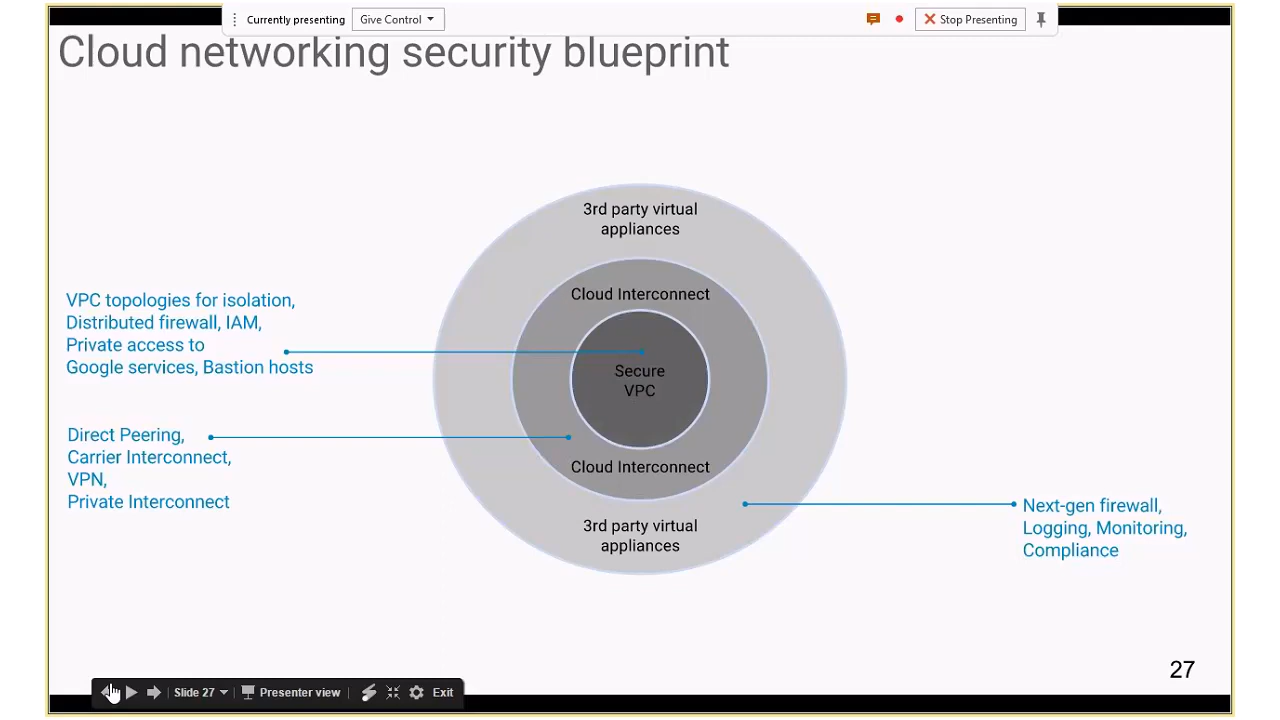 Currently presenting
Give Control
Stop Presenting
Cloud networking security blueprint
3rd party virtual
appliances
Cloud Interconnect
Secure
VPC
Cloud Interconnect
3rd party virtual
appliances
VPC topologies for isolation,
Distributed firewall, IAM,
Private access to
Google services, Bastion hosts
Direct Peering,
Carrier Interconnect,
VPN,
Private Interconnect
Next-gen firewall,
Logging, Monitoring,
Compliance
27
Slide 27
Presenter view
Exit